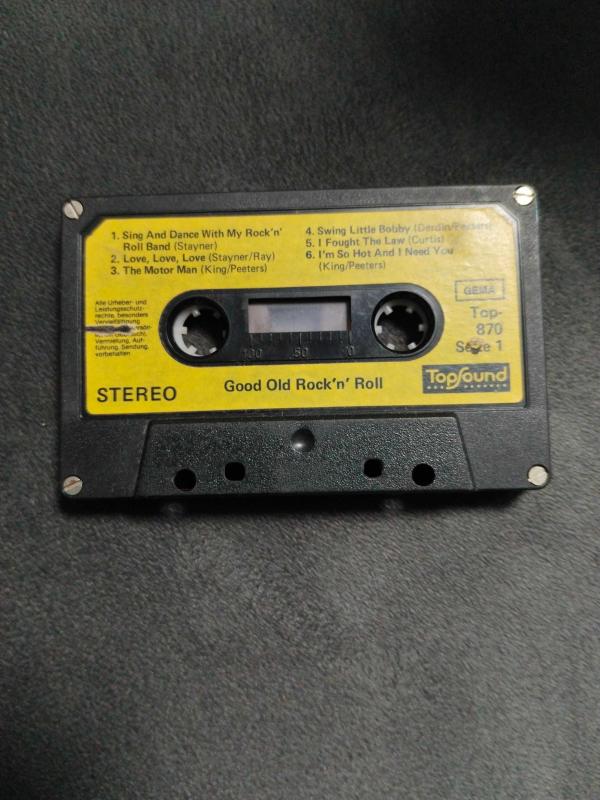 1. Sing And Dance With My Rock'n'
Roll Band (Stayner)
2. Love, Love, Love (Stayner/Ray)
3. The Motor Man (King/Peeters)
4. Swing Little Bobby
5. I Fought The Law (Curtis)
6. I'm So Hot And I Need You
(King/Peeters)
Alle Urheber- und
Leistungsschutz-
rechte, besonders
Vervielfältigung
Vermietung, Auf-
führung, Sendung,
vorbehalten
GEMA
Top-
870
Seite 1
100 50 0
STEREO
Good Old Rock'n' Roll
TopSound